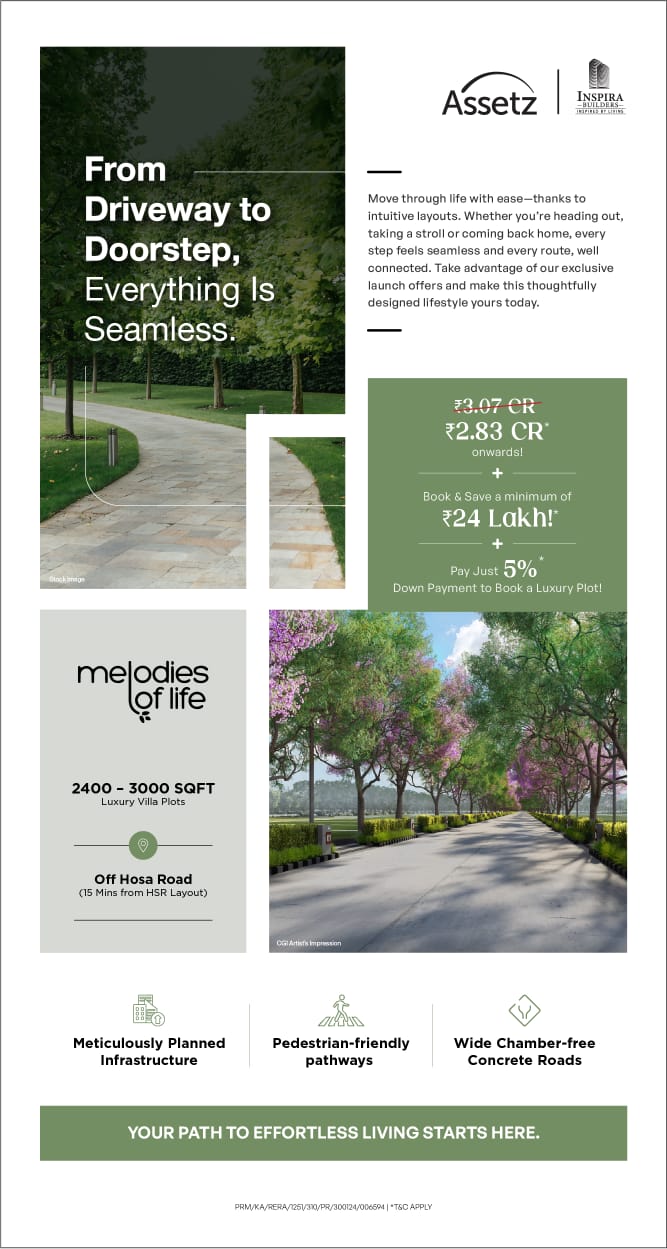 Assetz
INSPIRA
BUILDERS
INSPIRED BY LIVING
From
Driveway to
Doorstep,
Everything Is
Seamless.
Stock Image
Move through life with ease—thanks to
intuitive layouts. Whether you're heading out,
taking a stroll or coming back home, every
step feels seamless and every route, well
connected. Take advantage of our exclusive
launch offers and make this thoughtfully
designed lifestyle yours today.
₹3.07 CR
₹2.83 CR*
onwards!
+
Book & Save a minimum of
₹24 Lakh!*
+
Pay Just 5%*
Down Payment to Book a Luxury Plot!
melodies
of life
2400 – 3000 SQFT
Luxury Villa Plots
Off Hosa Road
(15 Mins from HSR Layout)
CGI Artist's Impression
Meticulously Planned
Infrastructure
Pedestrian-friendly
pathways
Wide Chamber-free
Concrete Roads
YOUR PATH TO EFFORTLESS LIVING STARTS HERE.
PRM/KA/RERA/1251/310/PR/300124/006594 | *T&C APPLY